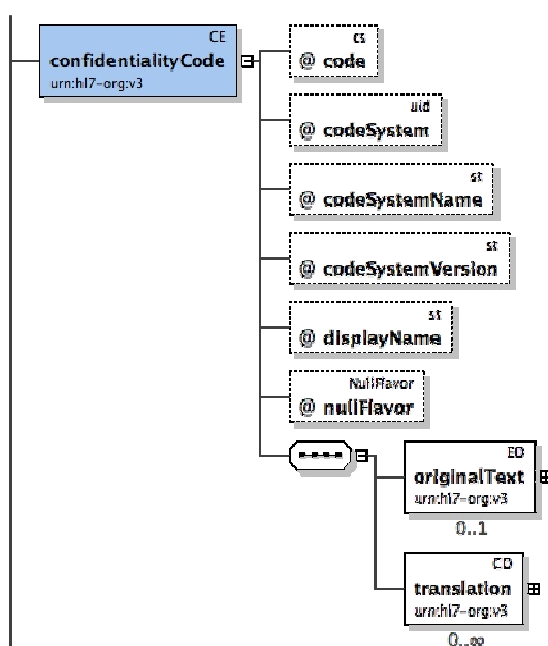 CE
confidentialityCode
urn:hl7-org:v3
cs
@ code
uid
@ codeSystem
st
@ codeSystemName
st
@ codeSystemVersion
st
@ displayName
NullFlavor
@ nullFlavor
ED
originalText
urn:hl7-org:v3
0..1
CD
translation
urn:hl7-org:v3
0..∞